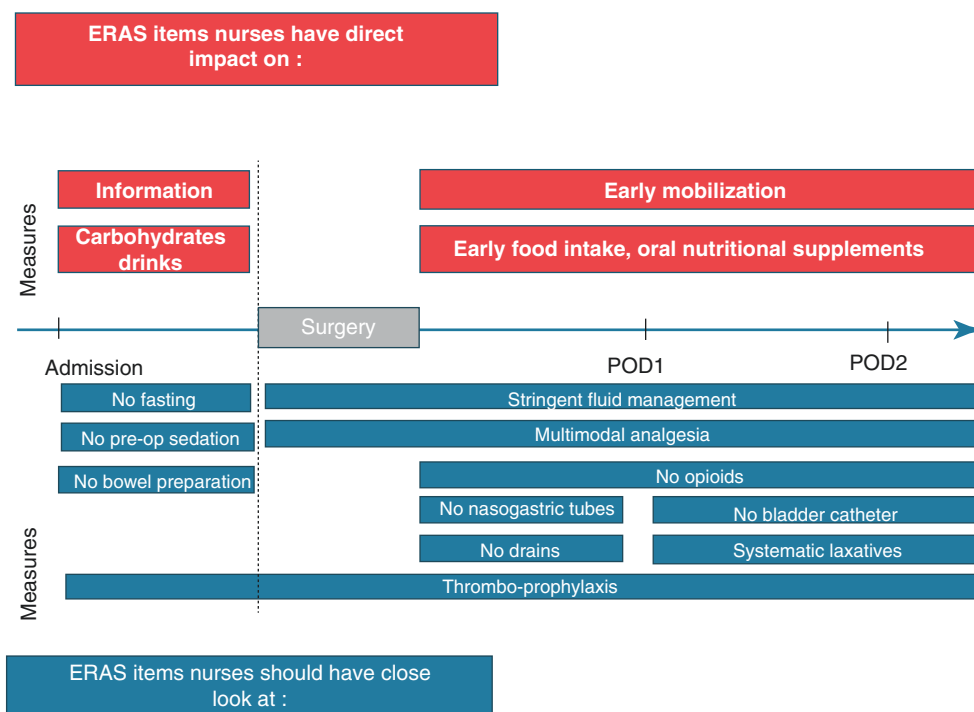 ERAS items nurses have direct
impact on :
Measures
Information
Early mobilization
Carbohydrates
drinks
Early food intake, oral nutritional supplements
Surgery
Admission
POD1
POD2
No fasting
Stringent fluid management
No pre-op sedation
Multimodal analgesia
No bowel preparation
No opioids
No nasogastric tubes
No bladder catheter
No drains
Systematic laxatives
Measures
Thrombo-prophylaxis
ERAS items nurses should have close
look at :